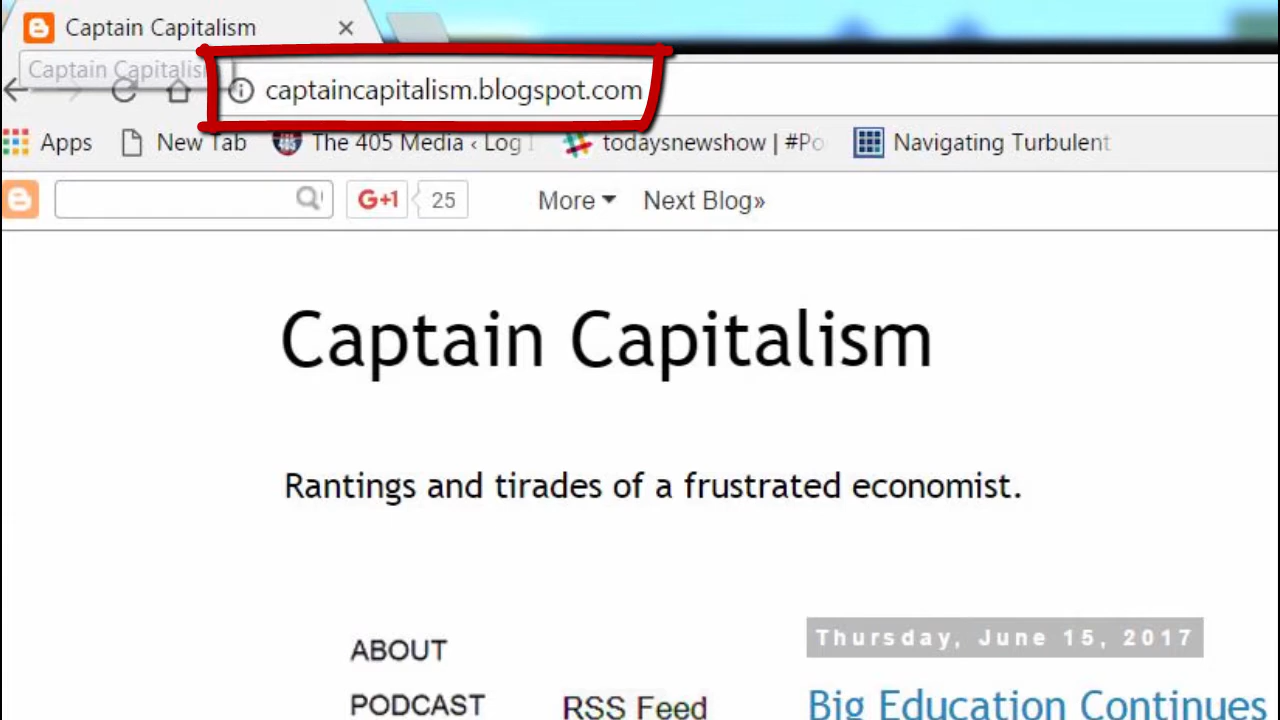 Captain Capitalism
Captain Capitalis
captaincapitalism.blogspot.com
Apps New Tab 405 The 405 Media ‹ Log todaysnewshow | #Po Navigating Turbulent
G+1 25 More Next Blog»
Captain Capitalism
Rantings and tirades of a frustrated economist.
Thursday, June 15, 2017
ABOUT
PODCAST RSS Feed Big Education Continues